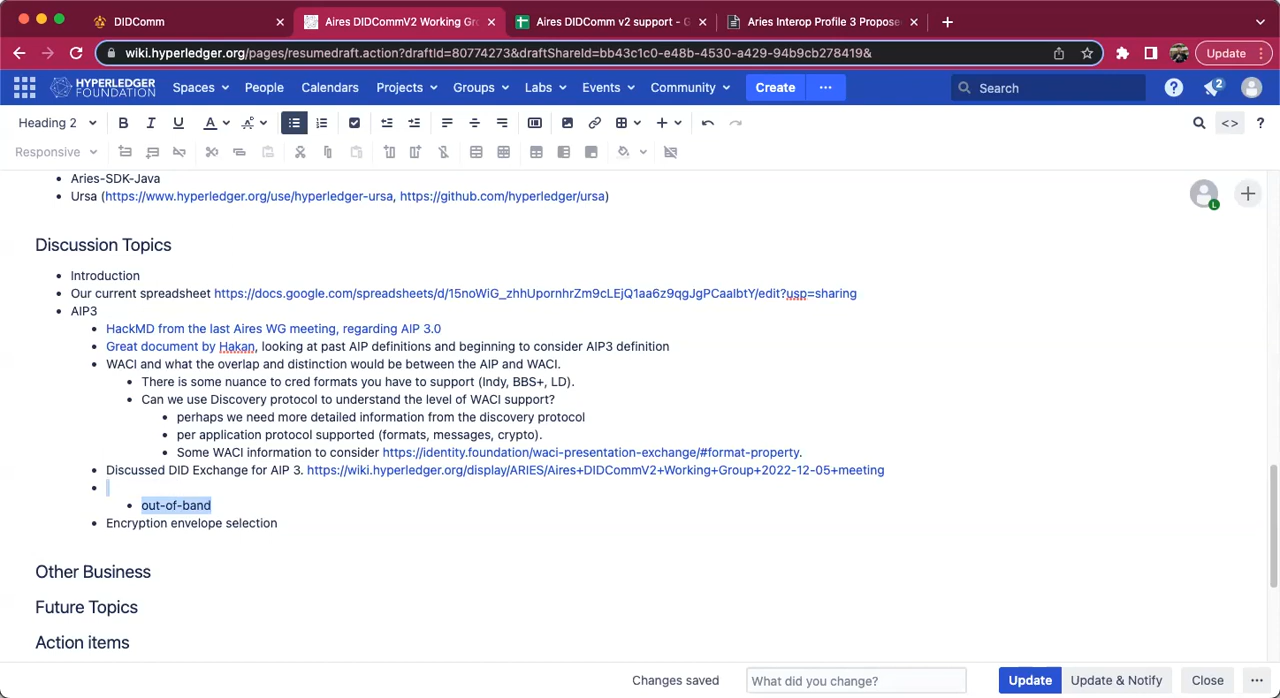 DIDComm
Aires DIDCommV2 Working Gr
Aires DIDComm v2 support - G
Aries Interop Profile 3 Propose
wiki.hyperledger.org/pages/resumedraft.action?draftId=80774273&draftShareId=bb43c1c0-e48b-4530-a429-94b9cb278419&
Update
HYPERLEDGER
FOUNDATION
Spaces
People
Calendars
Projects
Groups
Labs
Events
Community
Create
Search
2
Heading 2
Responsive
Aries-SDK-Java
Ursa (https://www.hyperledger.org/use/hyperledger-ursa, https://github.com/hyperledger/ursa)
L
Discussion Topics
Introduction
Our current spreadsheet https://docs.google.com/spreadsheets/d/15noWiG_zhhUpornhrZm9cLEjQ1aa6z9qgJgPCaaIbtY/edit?usp=sharing
AIP3
HackMD from the last Aires WG meeting, regarding AIP 3.0
Great document by Hakan, looking at past AIP definitions and beginning to consider AIP3 definition
WACI and what the overlap and distinction would be between the AIP and WACI.
There is some nuance to cred formats you have to support (Indy, BBS+, LD).
Can we use Discovery protocol to understand the level of WACI support?
perhaps we need more detailed information from the discovery protocol
per application protocol supported (formats, messages, crypto).
Some WACI information to consider https://identity.foundation/waci-presentation-exchange/#format-property.
Discussed DID Exchange for AIP 3. https://wiki.hyperledger.org/display/ARIES/Aires+DIDCommV2+Working+Group+2022-12-05+meeting
out-of-band
Encryption envelope selection
Other Business
Future Topics
Action items
Changes saved
What did you change?
Update
Update & Notify
Close